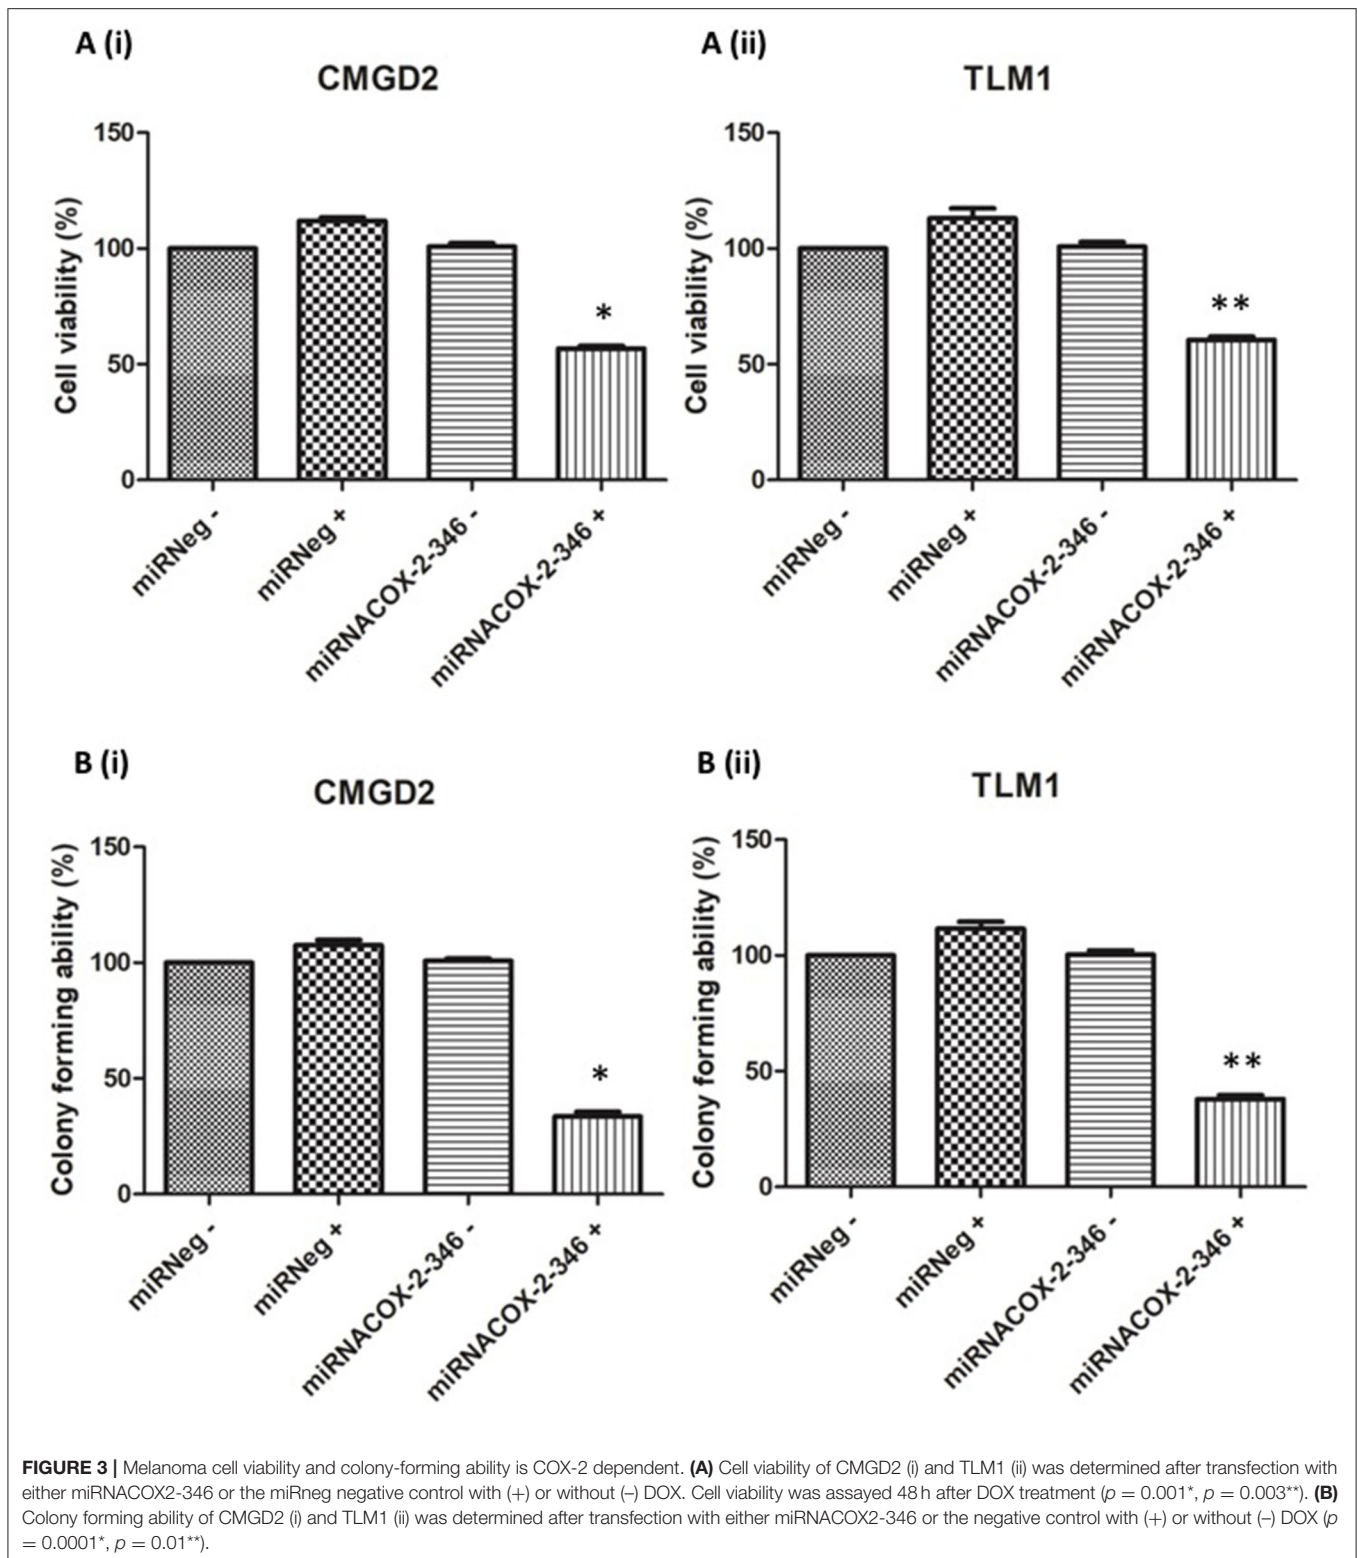 A (i)
CMGD2
150
100
50
0
Cell viability (%)
*
miRNeg -
miRNeg +
miRNACOX-2-346 -
miRNACOX-2-346 +
A (ii)
TLM1
150
100
50
0
Cell viability (%)
**
miRNeg -
miRNeg +
miRNACOX-2-346 -
miRNACOX-2-346 +
B (i)
CMGD2
150
100
50
0
Colony forming ability (%)
*
miRNeg -
miRNeg +
miRNACOX-2-346 -
miRNACOX-2-346 +
B (ii)
TLM1
150
100
50
0
Colony forming ability (%)
**
miRNeg -
miRNeg +
miRNACOX-2-346 -
miRNACOX-2-346 +
FIGURE 3 | Melanoma cell viability and colony-forming ability is COX-2 dependent. (A) Cell viability of CMGD2 (i) and TLM1 (ii) was determined after transfection with
either miRNACOX2-346 or the miRneg negative control with (+) or without (–) DOX. Cell viability was assayed 48 h after DOX treatment (p = 0.001*, p = 0.003**). (B)
Colony forming ability of CMGD2 (i) and TLM1 (ii) was determined after transfection with either miRNACOX2-346 or the negative control with (+) or without (–) DOX (p
= 0.0001*, p = 0.01**).